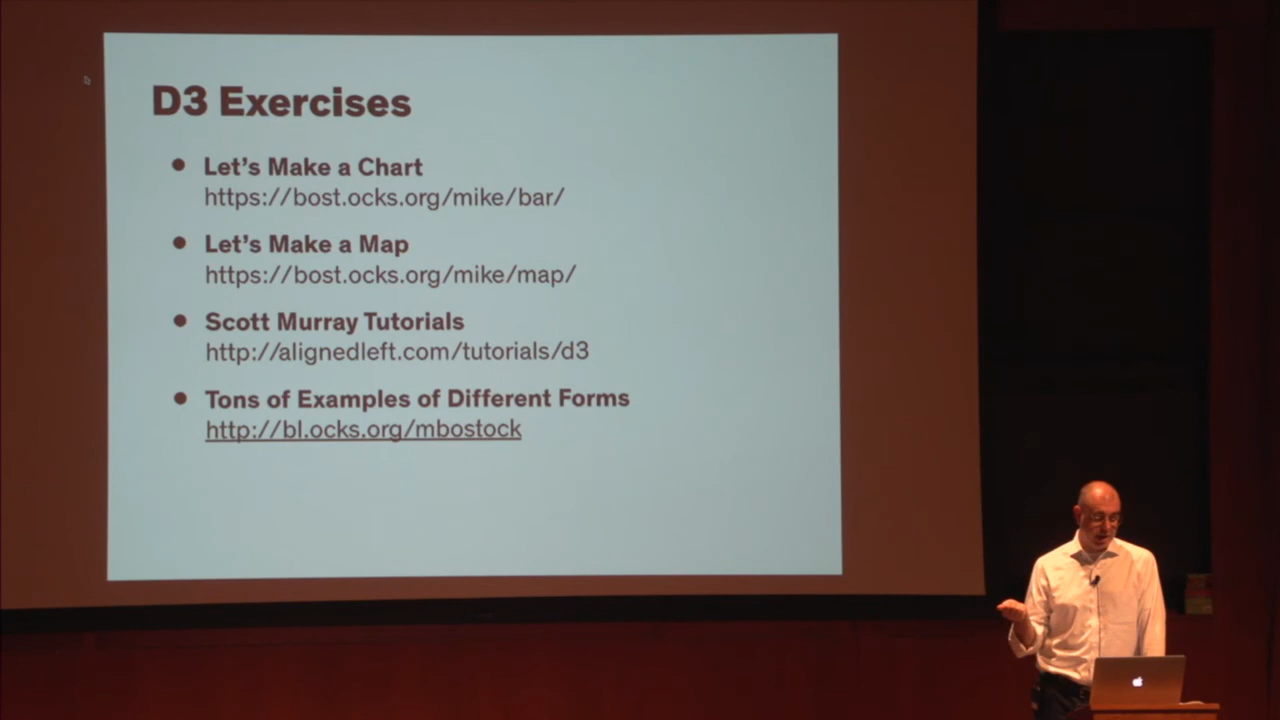 D3 Exercises
• Let's Make a Chart
https://bost.ocks.org/mike/bar/
• Let's Make a Map
https://bost.ocks.org/mike/map/
• Scott Murray Tutorials
http://alignedleft.com/tutorials/d3
• Tons of Examples of Different Forms
http://bl.ocks.org/mbostock